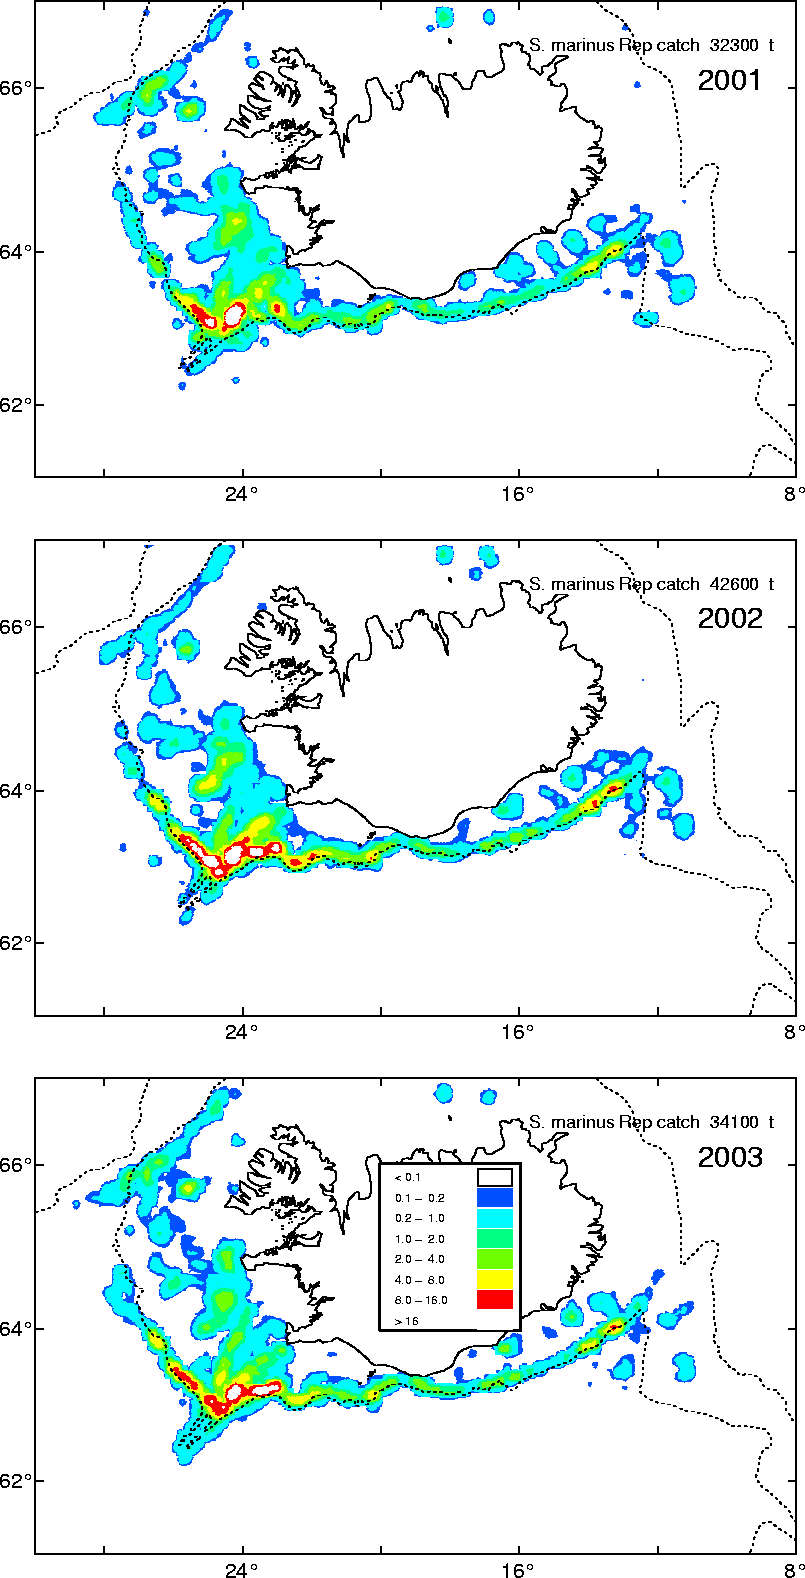 S. marinus Rep catch 32300 t
2001
66°
64°
62°
24° 16° 8°
S. marinus Rep catch 42600 t
2002
66°
64°
62°
24° 16° 8°
S. marinus Rep catch 34100 t
2003
66°
< 0.1
0.1 – 0.2
0.2 – 1.0
1.0 – 2.0
2.0 – 4.0
4.0 – 8.0
8.0 – 16.0
> 16
64°
62°
24° 16° 8°